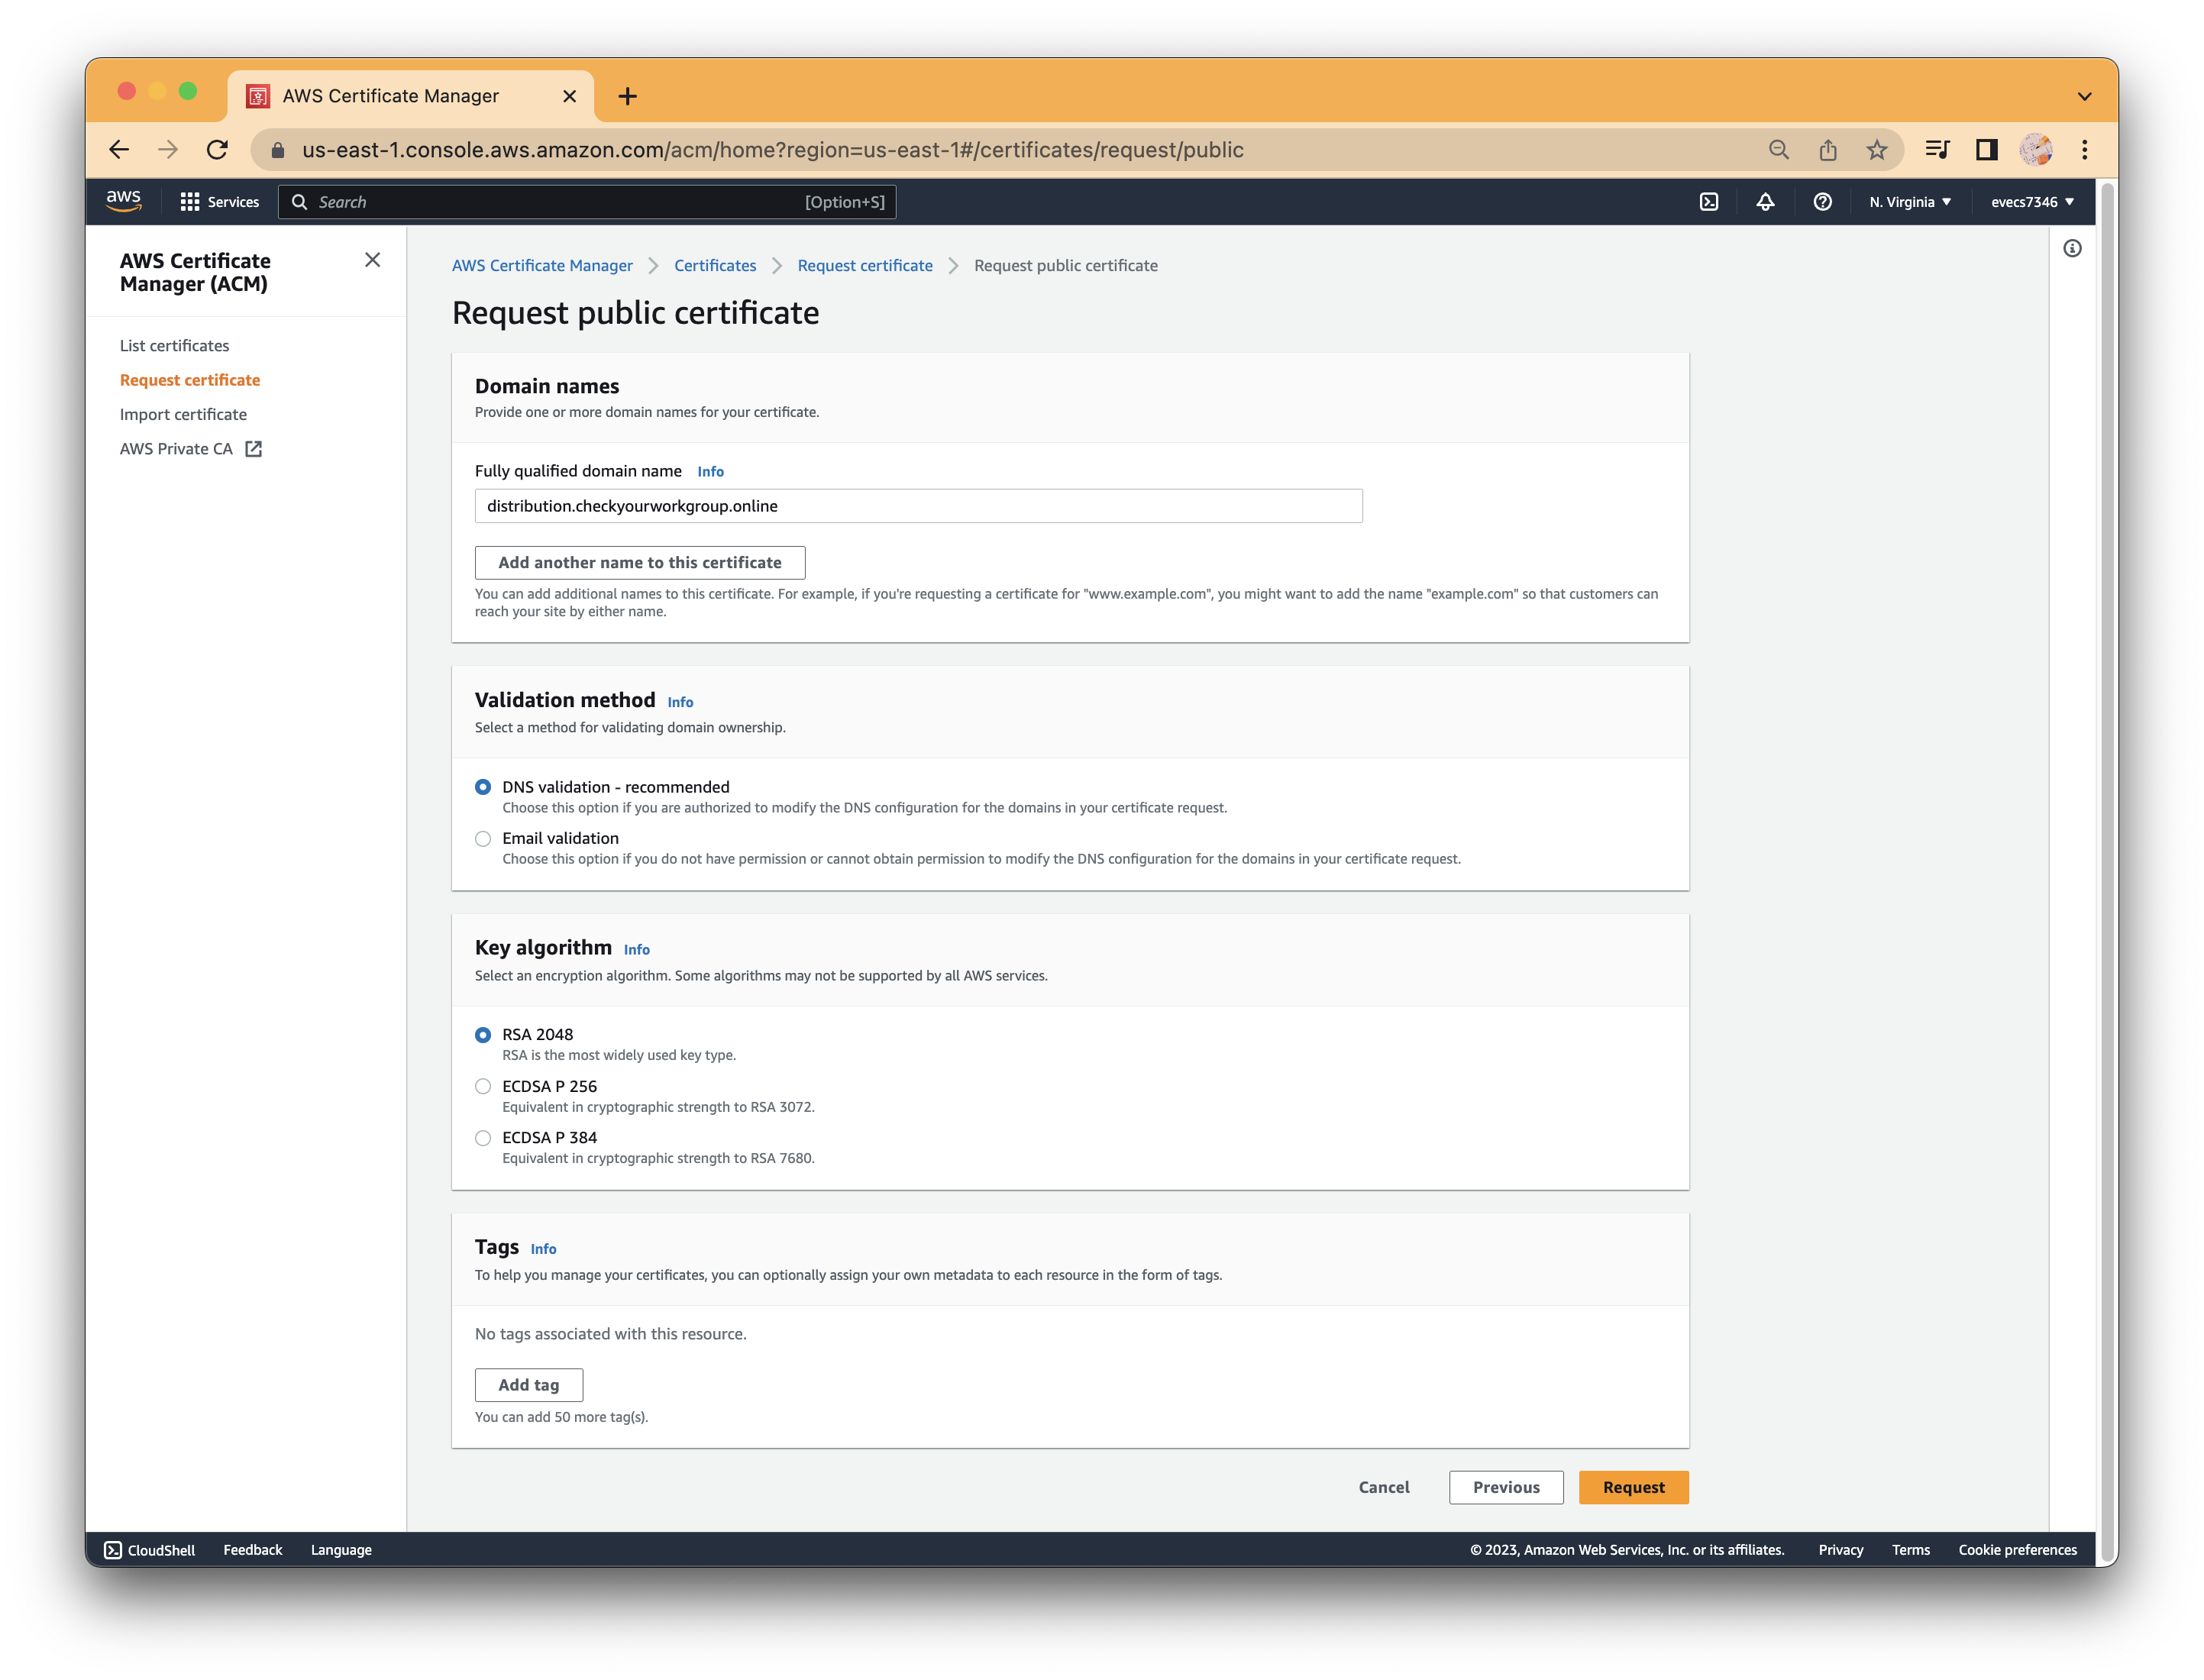 AWS Certificate Manager
us-east-1.console.aws.amazon.com/acm/home?region=us-east-1#/certificates/request/public
aws
Services
Search
[Option+S]
N. Virginia
evecs7346
AWS Certificate
Manager (ACM)
List certificates
Request certificate
Import certificate
AWS Private CA
AWS Certificate Manager
Certificates
Request certificate
Request public certificate
Request public certificate
Domain names
Provide one or more domain names for your certificate.
Fully qualified domain name Info
distribution.checkyourworkgroup.online
Add another name to this certificate
You can add additional names to this certificate. For example, if you're requesting a certificate for "www.example.com", you might want to add the name "example.com" so that customers can
reach your site by either name.
Validation method Info
Select a method for validating domain ownership.
DNS validation - recommended
Choose this option if you are authorized to modify the DNS configuration for the domains in your certificate request.
Email validation
Choose this option if you do not have permission or cannot obtain permission to modify the DNS configuration for the domains in your certificate request.
Key algorithm Info
Select an encryption algorithm. Some algorithms may not be supported by all AWS services.
RSA 2048
RSA is the most widely used key type.
ECDSA P 256
Equivalent in cryptographic strength to RSA 3072.
ECDSA P 384
Equivalent in cryptographic strength to RSA 7680.
Tags Info
To help you manage your certificates, you can optionally assign your own metadata to each resource in the form of tags.
No tags associated with this resource.
Add tag
You can add 50 more tag(s).
Cancel
Previous
Request
CloudShell
Feedback
Language
© 2023, Amazon Web Services, Inc. or its affiliates.
Privacy
Terms
Cookie preferences